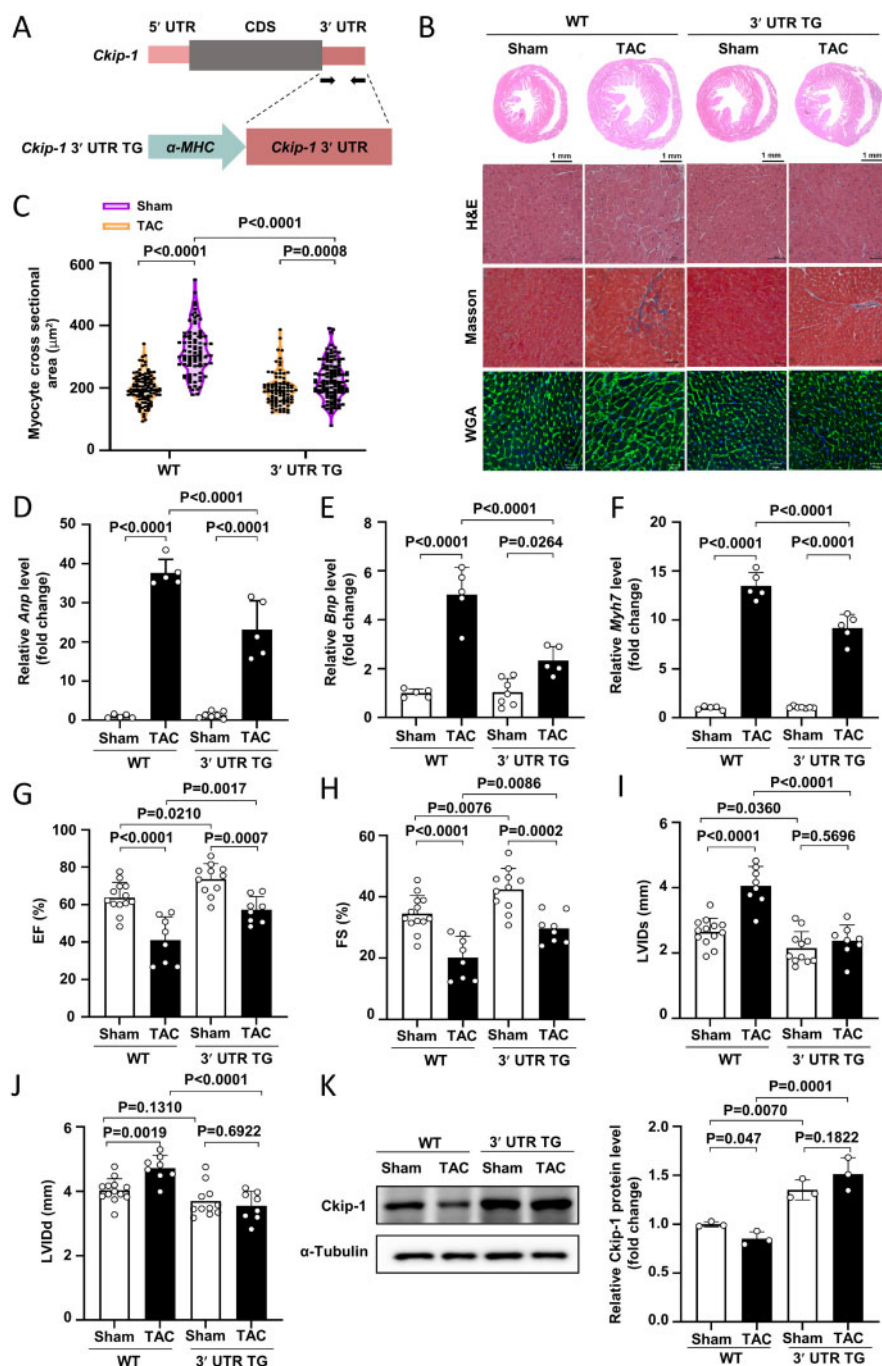 A
5′ UTR CDS 3′ UTR
Ckip-1
Ckip-1 3′ UTR TG α-MHC Ckip-1 3′ UTR
B
WT 3′ UTR TG
Sham TAC Sham TAC
1 mm 1 mm 1 mm 1 mm
H&E
Masson
WGA
C
Sham
TAC
P<0.0001
P<0.0001 P=0.0008
Myocyte cross sectional
area (μm²)
600
400
200
0
WT 3′ UTR TG
D
P<0.0001
P<0.0001 P<0.0001
Relative Anp level
(fold change)
50
40
30
20
10
0
Sham TAC Sham TAC
WT 3′ UTR TG
E
P<0.0001
P<0.0001 P=0.0264
Relative Bnp level
(fold change)
8
6
4
2
0
Sham TAC Sham TAC
WT 3′ UTR TG
F
P<0.0001
P<0.0001 P<0.0001
Relative Myh7 level
(fold change)
20
15
10
5
0
Sham TAC Sham TAC
WT 3′ UTR TG
G
P=0.0017
P=0.0210
P<0.0001 P=0.0007
EF (%)
100
80
60
40
20
0
Sham TAC Sham TAC
WT 3′ UTR TG
H
P=0.0086
P=0.0076
P<0.0001 P=0.0002
FS (%)
60
40
20
0
Sham TAC Sham TAC
WT 3′ UTR TG
I
P<0.0001
P=0.0360
P<0.0001 P=0.5696
LVIDs (mm)
6
4
2
0
Sham TAC Sham TAC
WT 3′ UTR TG
J
P<0.0001
P=0.1310
P=0.0019 P=0.6922
LVIDd (mm)
6
4
2
0
Sham TAC Sham TAC
WT 3′ UTR TG
K
WT 3′ UTR TG
Sham TAC Sham TAC
Ckip-1
α-Tubulin
P=0.0001
P=0.0070
P=0.047 P=0.1822
Relative Ckip-1 protein level
(fold change)
2.0
1.5
1.0
0.5
0.0
Sham TAC Sham TAC
WT 3′ UTR TG